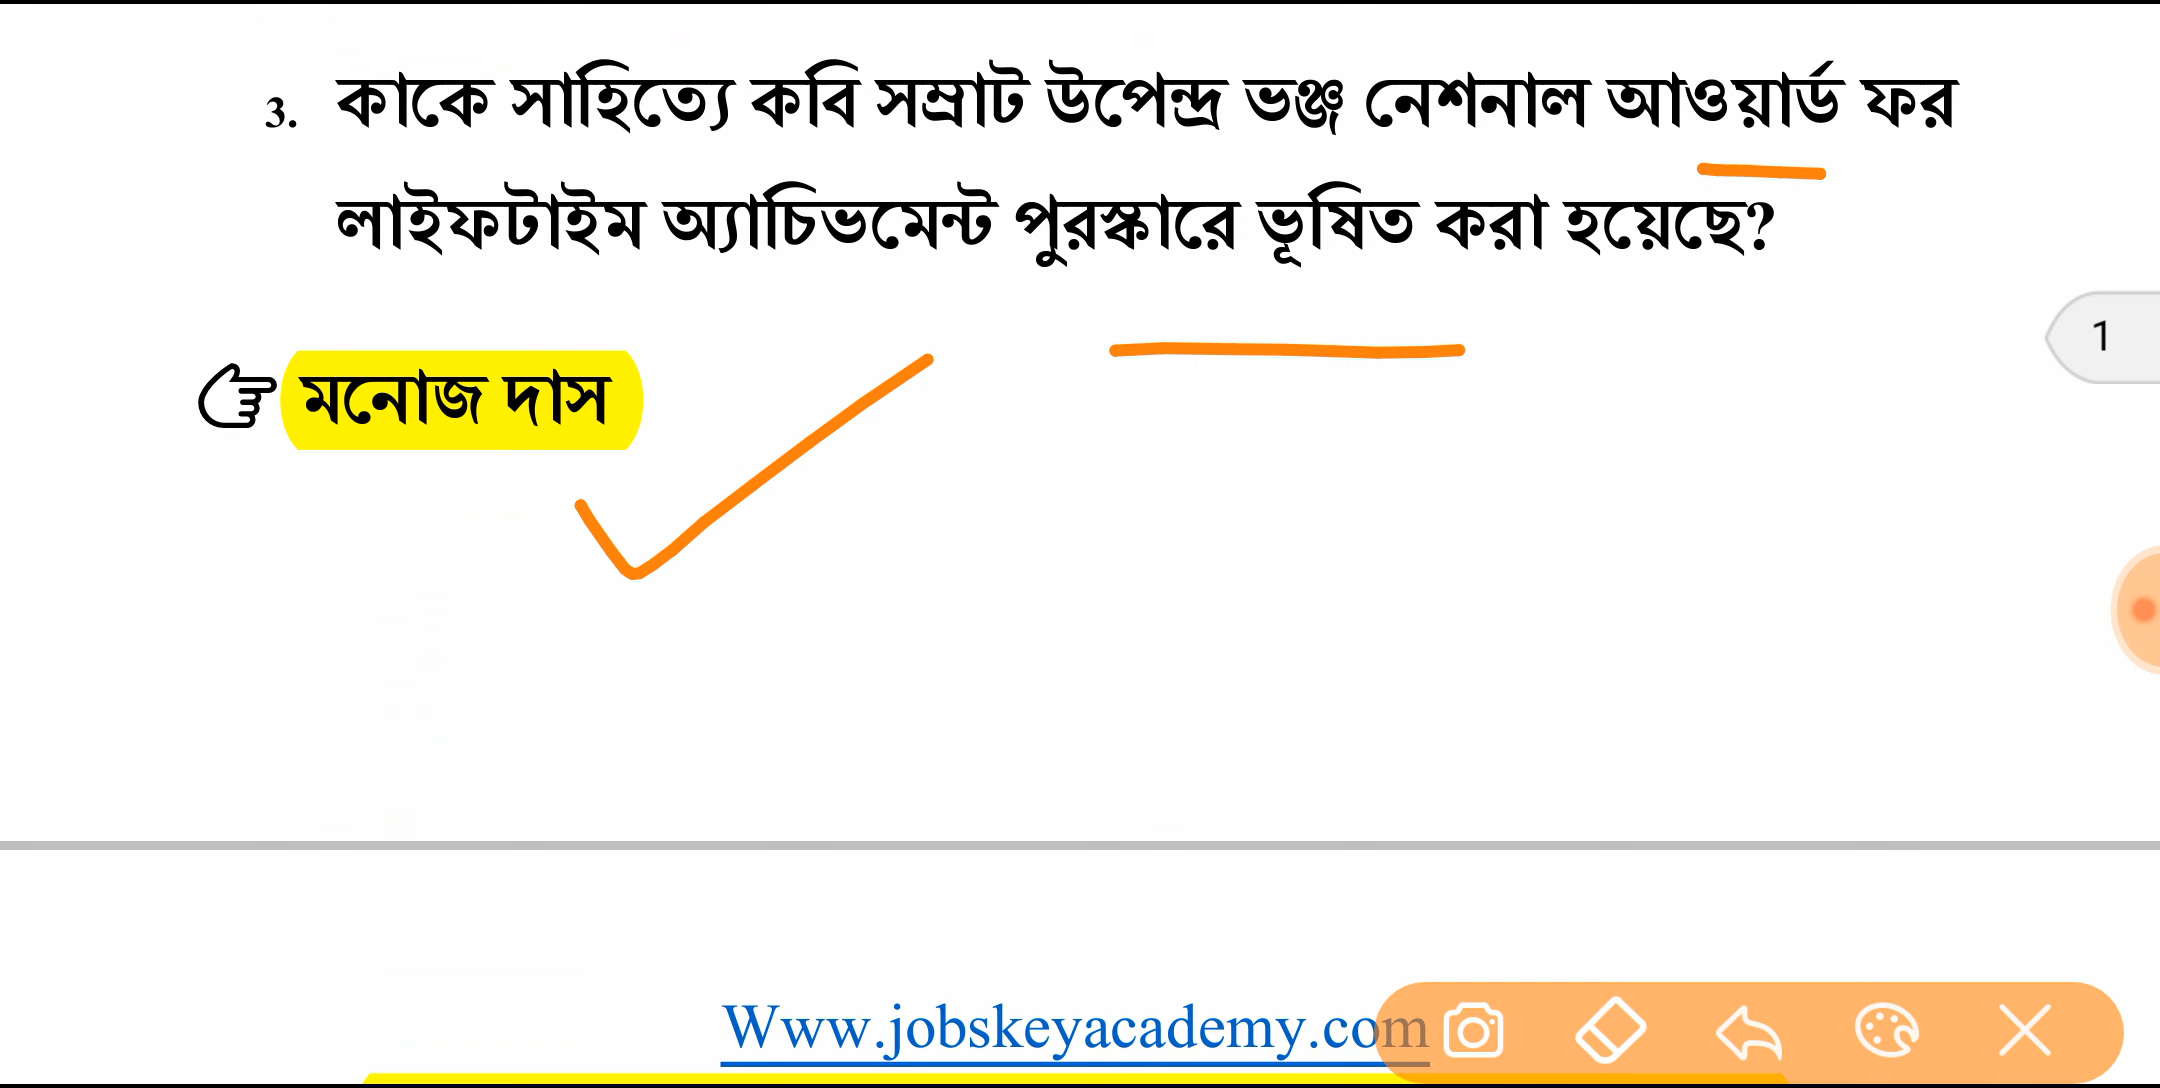 3. কাকে সাহিত্যে কবি সম্রাট উপেন্দ্র ভঞ্জ নেশনাল আওয়ার্ড ফর
লাইফটাইম অ্যাচিভমেন্ট পুরস্কারে ভূষিত করা হয়েছে?
1
মনোজ দাস
Www.jobskeyacademy.com